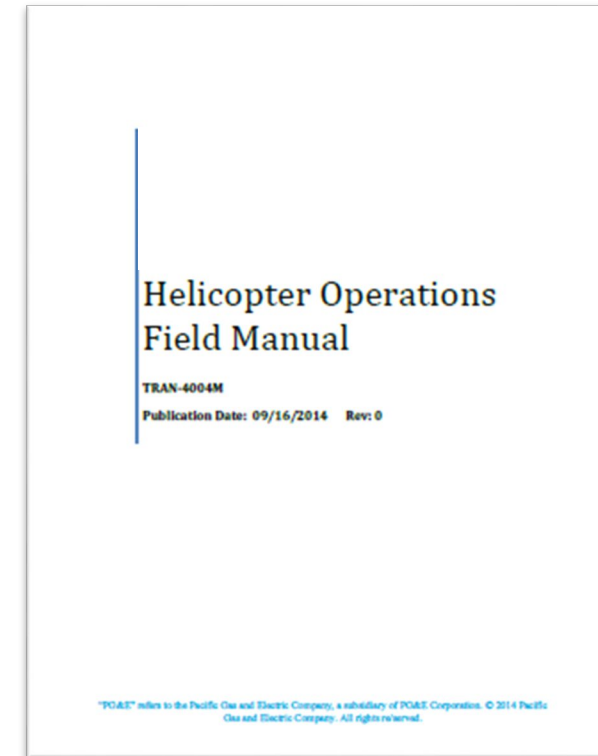 Helicopter Operations
Field Manual
TRAN-4004M
Publication Date: 09/16/2014 Rev: 0
"PG&E" refers to the Pacific Gas and Electric Company, a subsidiary of PG&E Corporation. © 2014 Pacific
Gas and Electric Company. All rights reserved.